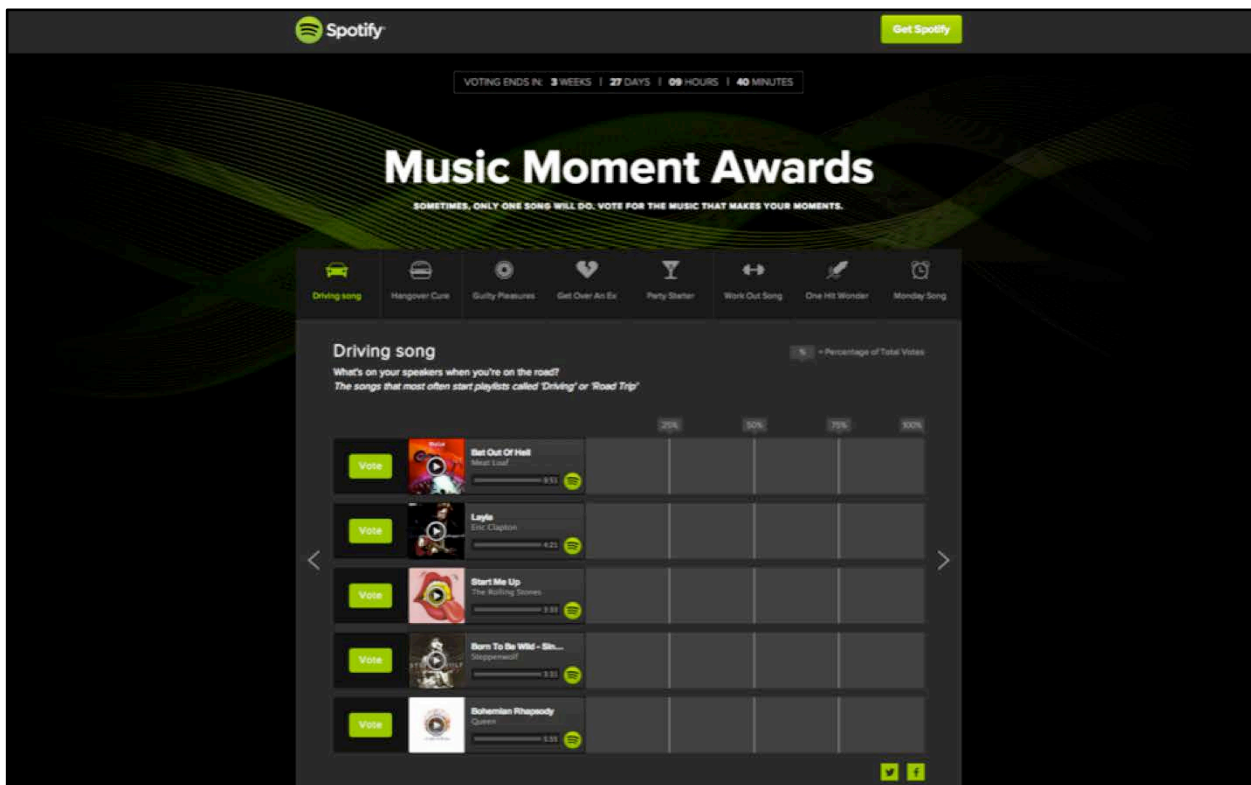 Spotify
Get Spotify
VOTING ENDS IN: 3 WEEKS | 27 DAYS | 09 HOURS | 40 MINUTES
Music Moment Awards
SOMETIMES, ONLY ONE SONG WILL DO. VOTE FOR THE MUSIC THAT MAKES YOUR MOMENTS.
Driving song Hangover Cure Guilty Pleasures Get Over An Ex Party Starter Work Out Song One Hit Wonder Monday Song
Driving song
% = Percentage of Total Votes
What's on your speakers when you're on the road?
The songs that most often start playlists called 'Driving' or 'Road Trip'
25% 50% 75% 100%
Vote
Bat Out Of Hell
Meat Loaf
Vote
Layla
Eric Clapton
4:21
Vote
Start Me Up
The Rolling Stones
Vote
Born To Be Wild - Sin...
Steppenwolf
Vote
Bohemian Rhapsody
Queen